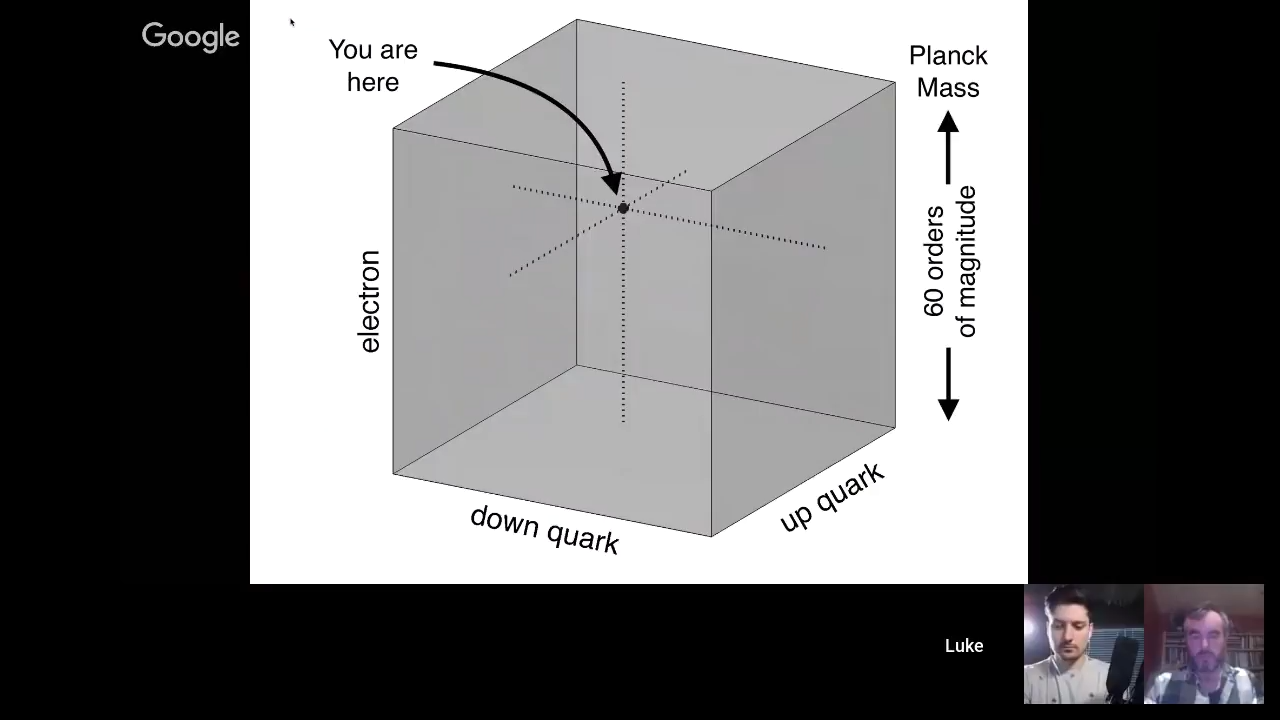 Google
You are
here
Planck
Mass
60 orders
of magnitude
electron
down quark
up quark
Luke